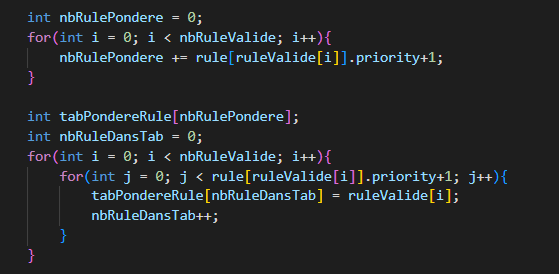 int nbRulePondere = 0;
for(int i = 0; i < nbRuleValide; i++){
    nbRulePondere += rule[ruleValide[i]].priority+1;
}

int tabPondereRule[nbRulePondere];
int nbRuleDansTab = 0;
for(int i = 0; i < nbRuleValide; i++){
    for(int j = 0; j < rule[ruleValide[i]].priority+1; j++){
        tabPondereRule[nbRuleDansTab] = ruleValide[i];
        nbRuleDansTab++;
    }
}